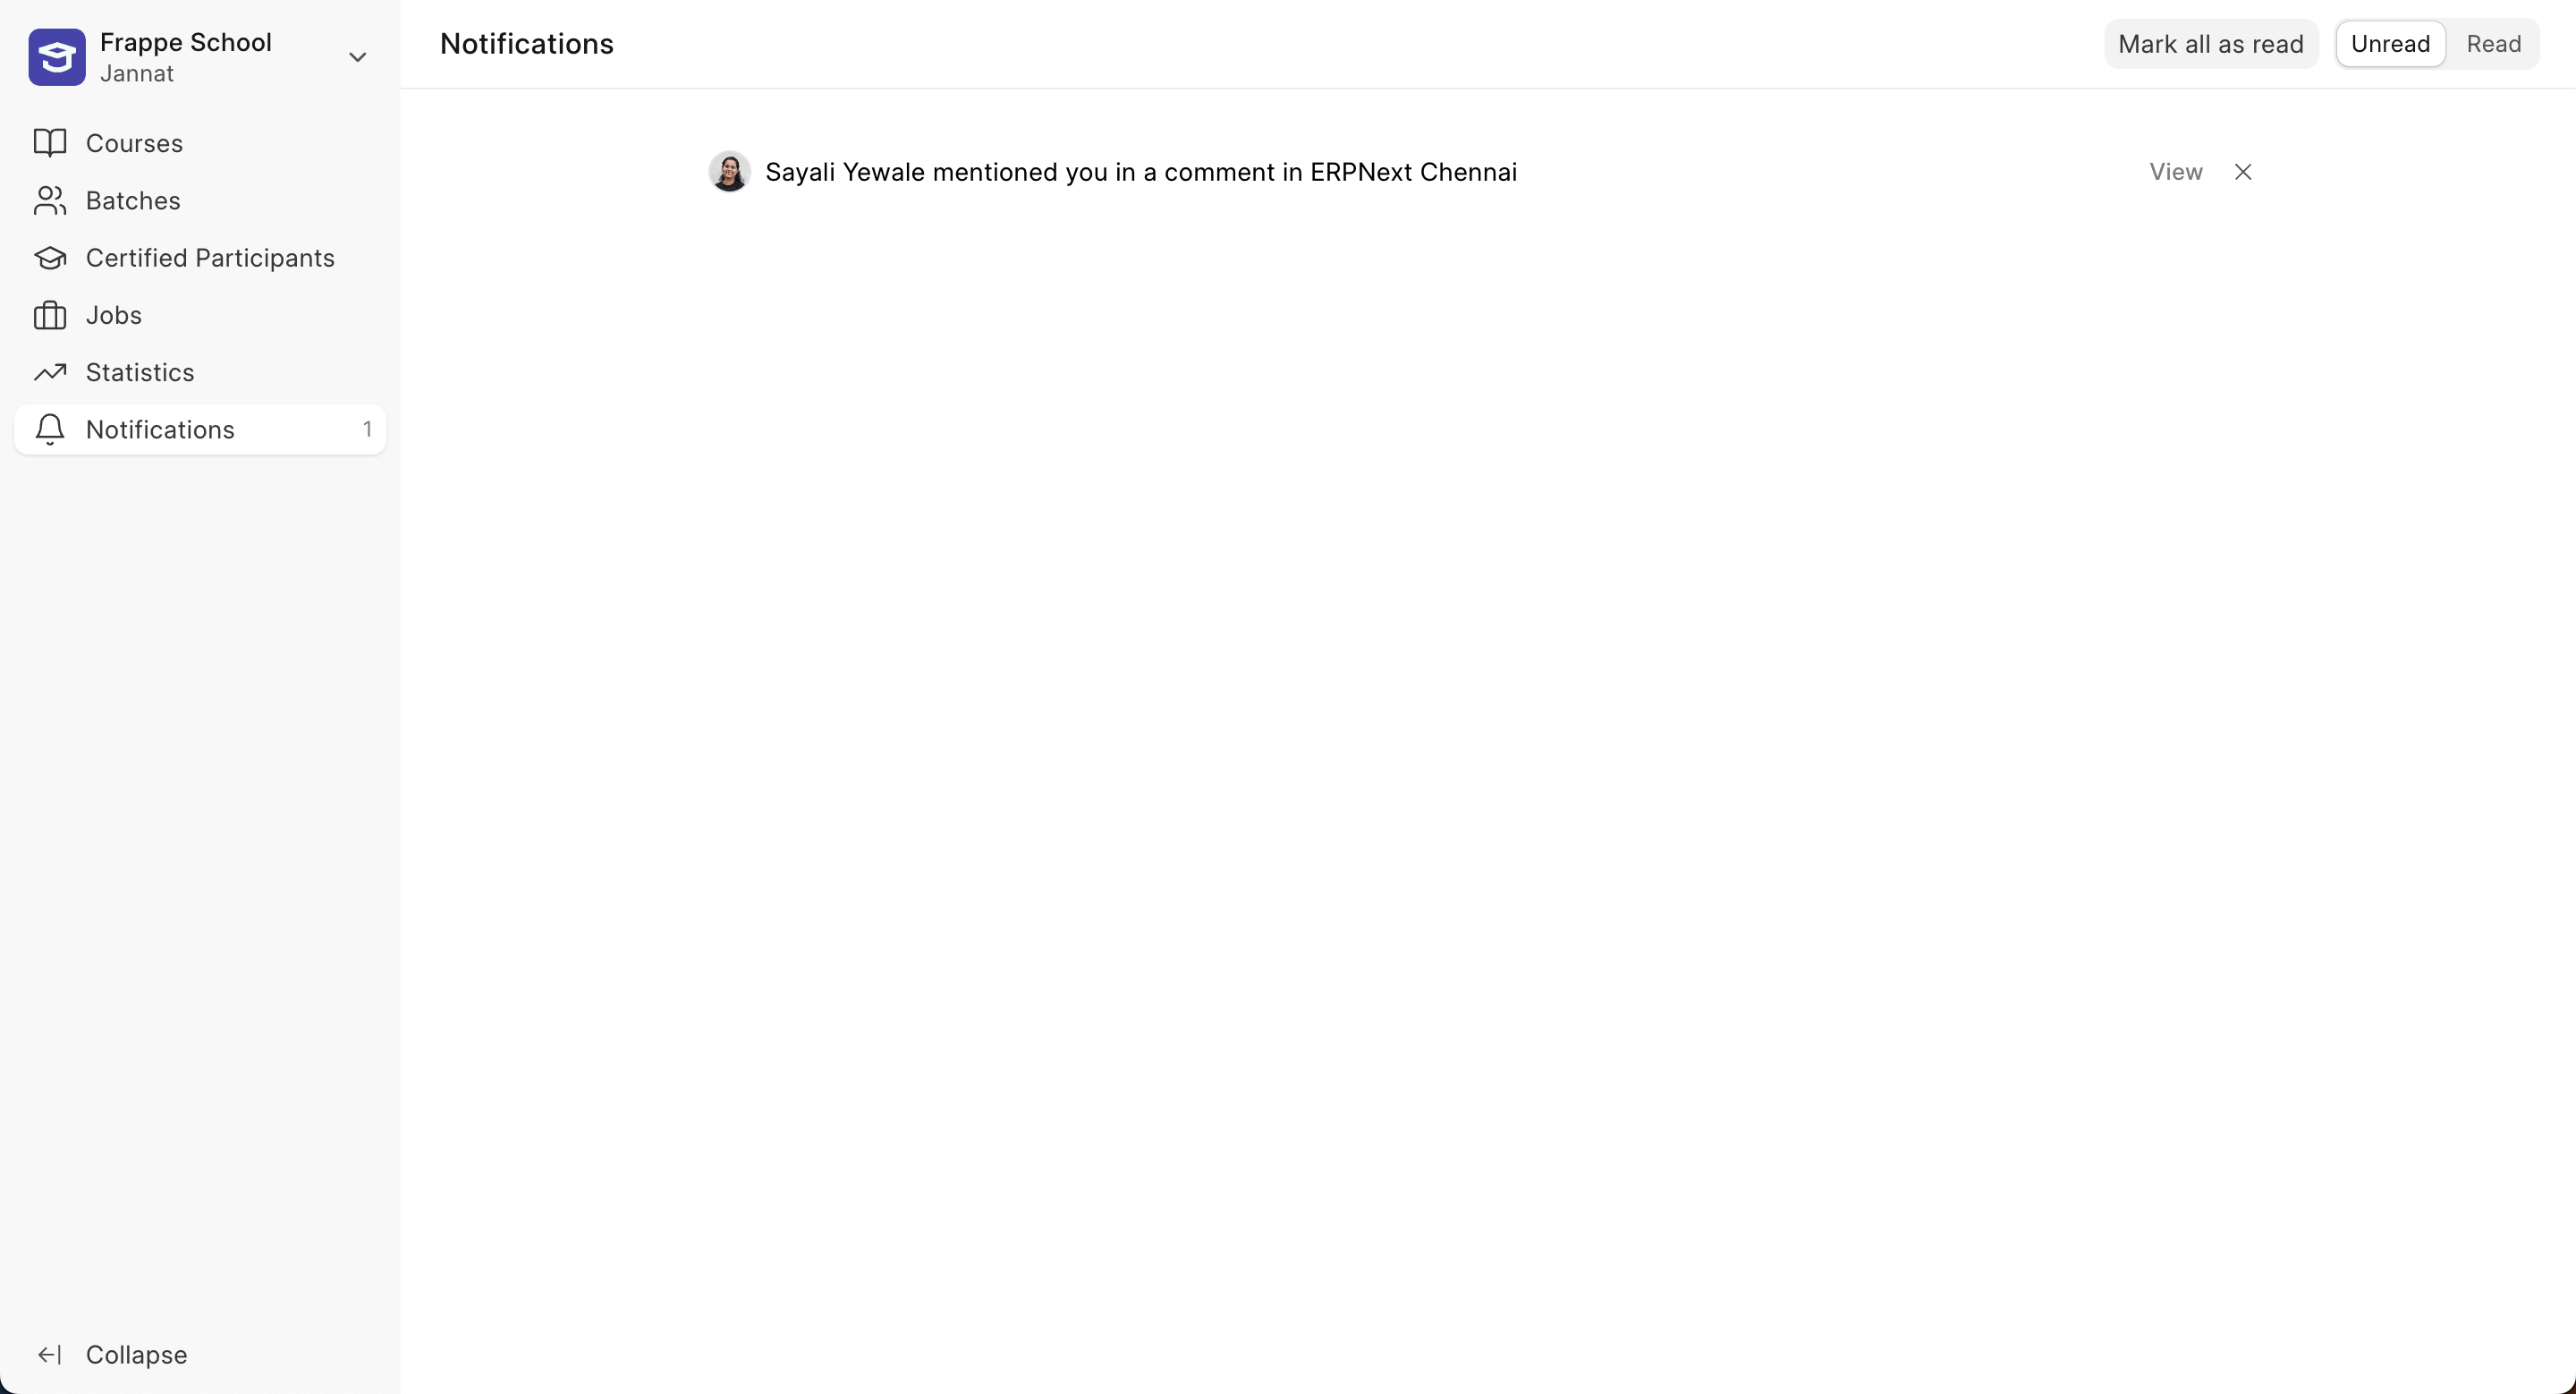 Frappe School
Jannat
Courses
Batches
Certified Participants
Jobs
Statistics
Notifications 1
Collapse
Notifications
Mark all as read
Unread
Read
Sayali Yewale mentioned you in a comment in ERPNext Chennai
View